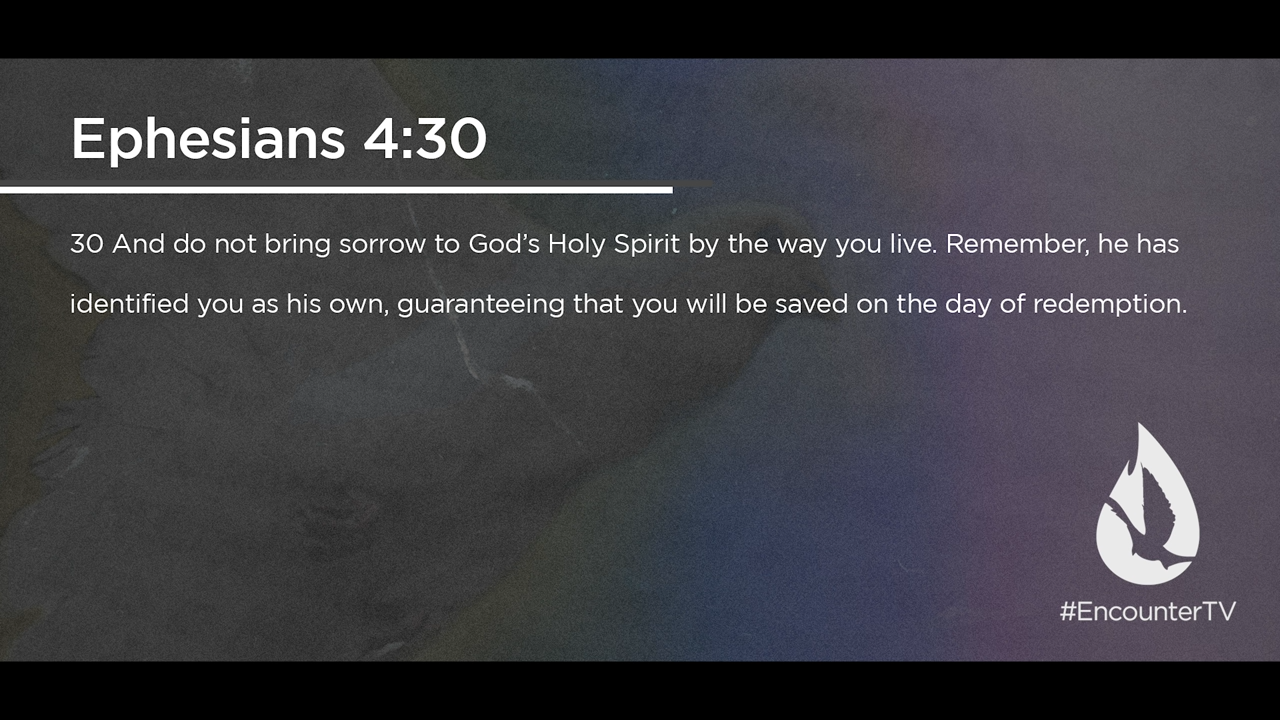 Ephesians 4:30
30 And do not bring sorrow to God’s Holy Spirit by the way you live. Remember, he has
identified you as his own, guaranteeing that you will be saved on the day of redemption.
#EncounterTV